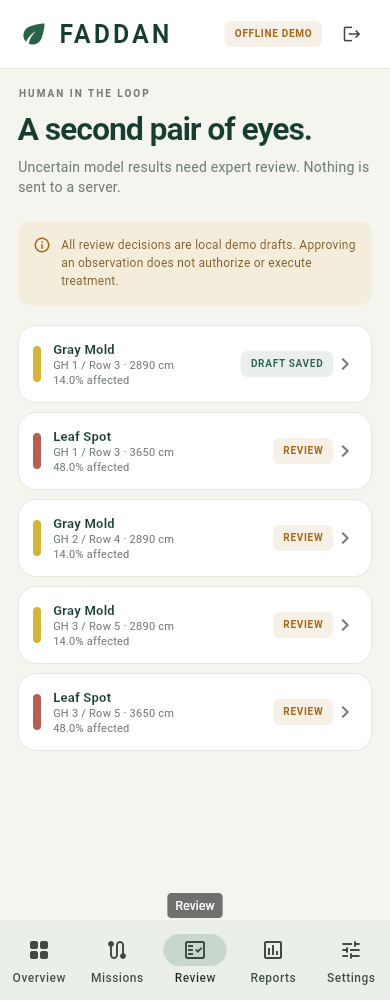 FADDAN
OFFLINE DEMO
HUMAN IN THE LOOP
A second pair of eyes.
Uncertain model results need expert review. Nothing is
sent to a server.
All review decisions are local demo drafts. Approving
an observation does not authorize or execute
treatment.
Gray Mold
GH 1 / Row 3 · 2890 cm
14.0% affected
DRAFT SAVED
Leaf Spot
GH 1 / Row 3 · 3650 cm
48.0% affected
REVIEW
Gray Mold
GH 2 / Row 4 · 2890 cm
14.0% affected
REVIEW
Gray Mold
GH 3 / Row 5 · 2890 cm
14.0% affected
REVIEW
Leaf Spot
GH 3 / Row 5 · 3650 cm
48.0% affected
REVIEW
Review
Overview
Missions
Review
Reports
Settings